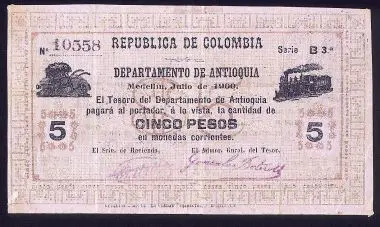 REPUBLICA DE COLOMBIA
Nº 10558
Serie B 3ª
DEPARTAMENTO DE ANTIOQUIA
Medellín, Julio de 1900.
El Tesoro del Departamento de Antioquia
pagará al portador, á la vista, la cantidad de
5 CINCO PESOS 5
en monedas corrientes.
El Srio. de Hacienda, El Admor. Gral. del Tesor.